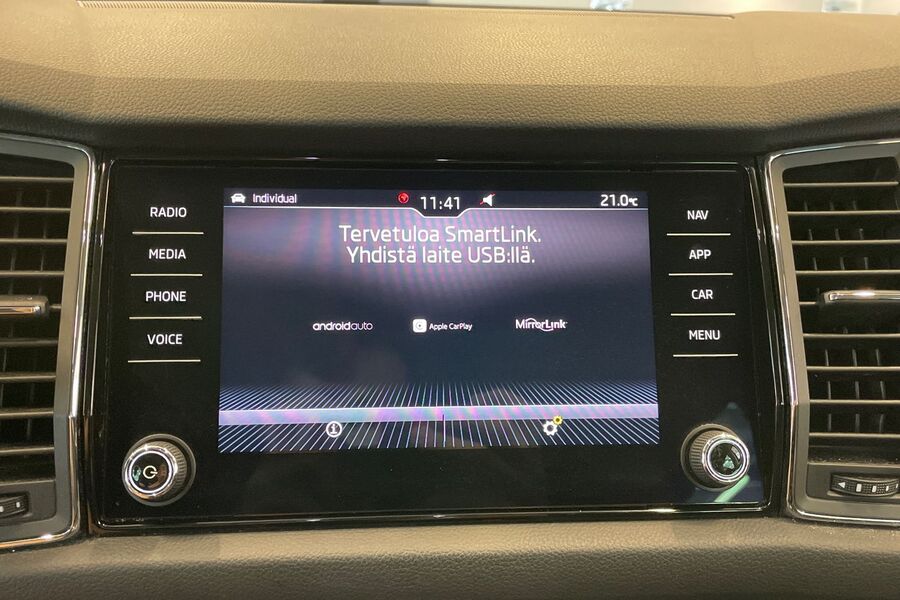 RADIO
MEDIA
PHONE
VOICE
Individual
11:41
21.0°C
Tervetuloa SmartLink.
Yhdistä laite USB:llä.
androidauto
Apple CarPlay
MirrorLink
NAV
APP
CAR
MENU